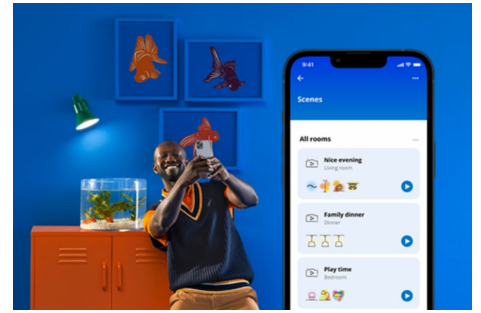 9:41
Scenes
All rooms
Nice evening
Living room
Family dinner
Dinner
Play time
Bedroom